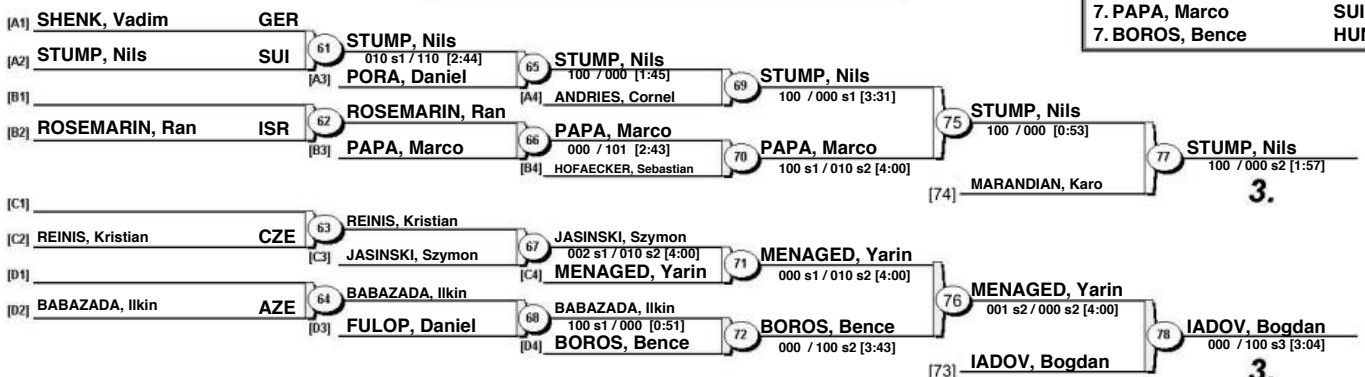 7. PAPA, Marco SUI
7. BOROS, Bence HUN
[A1] SHENK, Vadim GER
[A2] STUMP, Nils SUI
61 STUMP, Nils
010 s1 / 110 [2:44]
[A3] PORA, Daniel
65 STUMP, Nils
100 / 000 [1:45]
[A4] ANDRIES, Cornel
69 STUMP, Nils
100 / 000 s1 [3:31]
[B1]
[B2] ROSEMARIN, Ran ISR
62 ROSEMARIN, Ran
[B3] PAPA, Marco
66 PAPA, Marco
000 / 101 [2:43]
[B4] HOFAECKER, Sebastian
70 PAPA, Marco
100 s1 / 010 s2 [4:00]
75 STUMP, Nils
100 / 000 [0:53]
[74] MARANDIAN, Karo
77 STUMP, Nils
100 / 000 s2 [1:57]
3.
[C1]
[C2] REINIS, Kristian CZE
63 REINIS, Kristian
[C3] JASINSKI, Szymon
67 JASINSKI, Szymon
002 s1 / 010 s2 [4:00]
[C4] MENAGED, Yarin
71 MENAGED, Yarin
000 s1 / 010 s2 [4:00]
[D1]
[D2] BABAZADA, Ilkin AZE
64 BABAZADA, Ilkin
[D3] FULOP, Daniel
68 BABAZADA, Ilkin
100 s1 / 000 [0:51]
[D4] BOROS, Bence
72 BOROS, Bence
000 / 100 s2 [3:43]
76 MENAGED, Yarin
001 s2 / 000 s2 [4:00]
[73] IADOV, Bogdan
78 IADOV, Bogdan
000 / 100 s3 [3:04]
3.